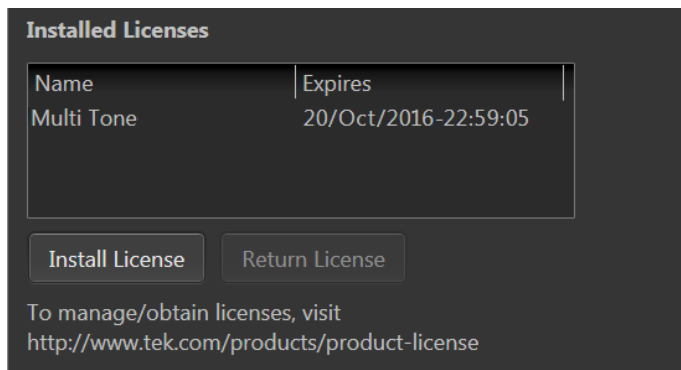 Installed Licenses
Name Expires
Multi Tone 20/Oct/2016-22:59:05
Install License Return License
To manage/obtain licenses, visit
http://www.tek.com/products/product-license